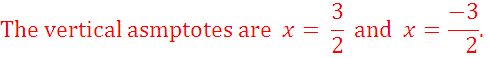 The vertical asmptotes are x = 3/2 and x = -3/2.